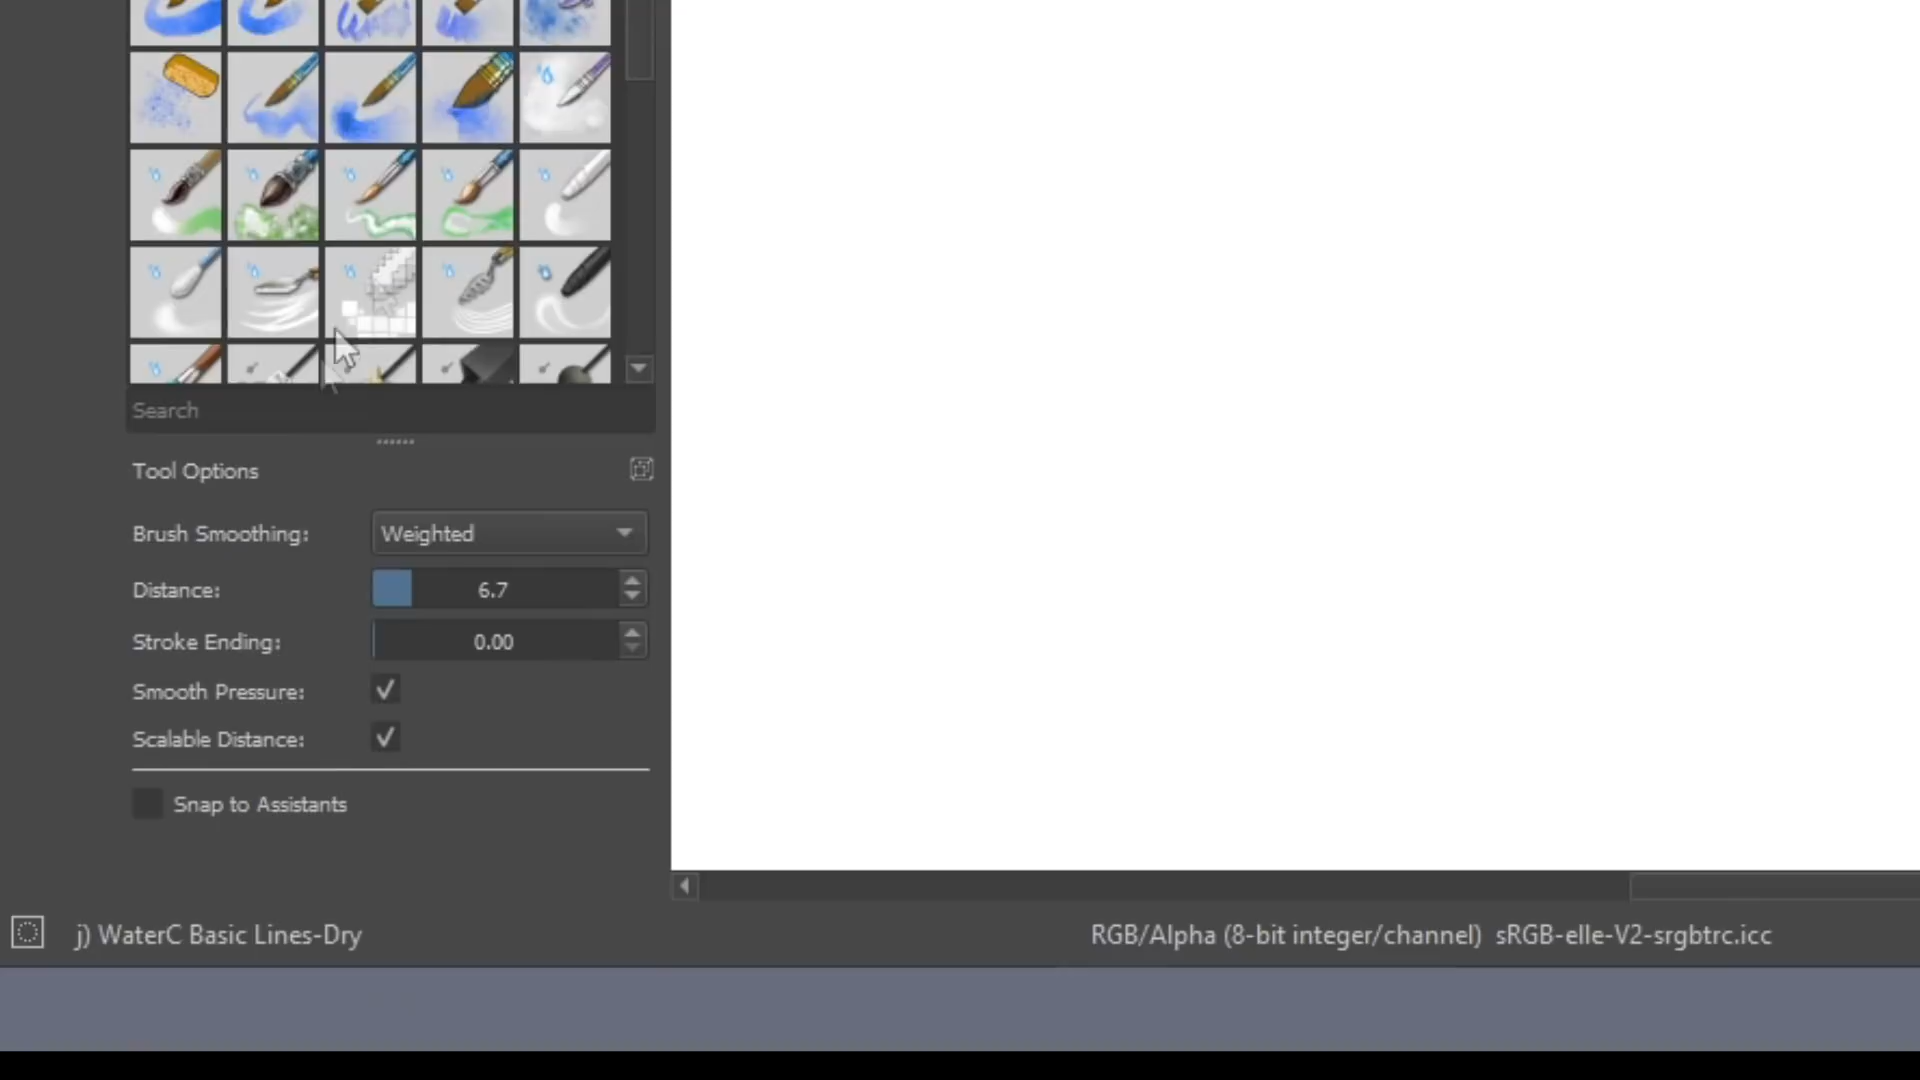 Search
Tool Options
Brush Smoothing: Weighted
Distance: 6.7
Stroke Ending: 0.00
Smooth Pressure:
Scalable Distance:
Snap to Assistants
j) WaterC Basic Lines-Dry
RGB/Alpha (8-bit integer/channel) sRGB-elle-V2-srgbtrc.icc